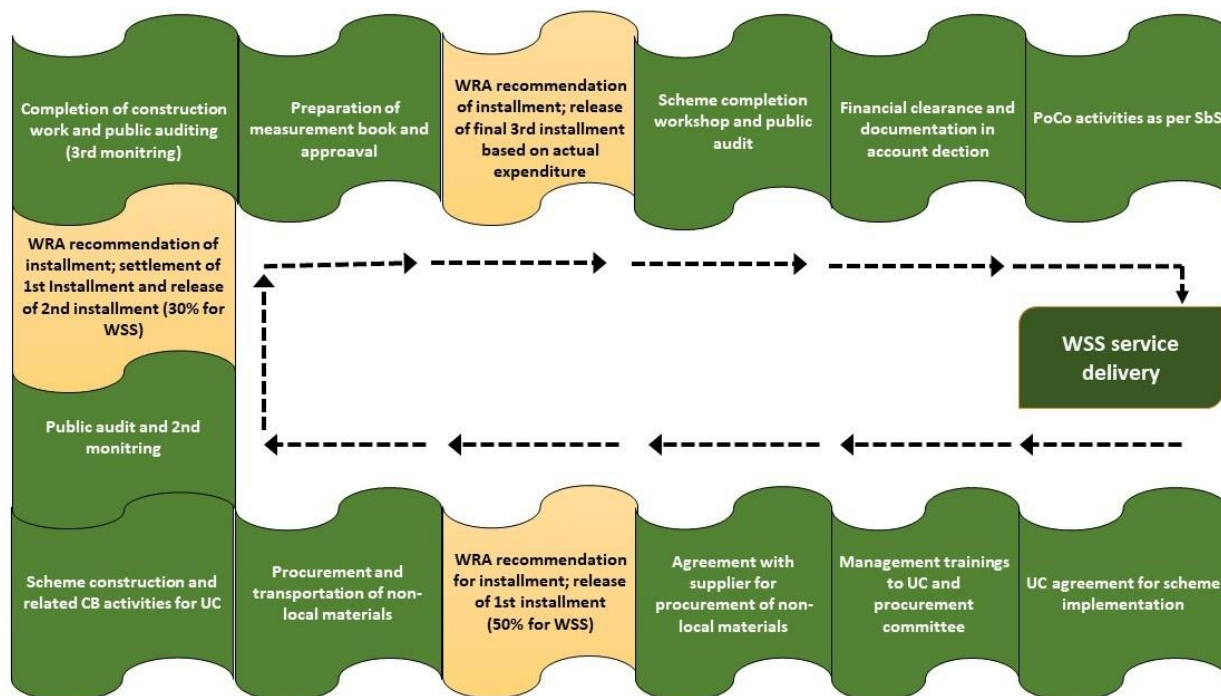 Completion of construction
work and public auditing
(3rd monitring)
Preparation of
measurement book and
approaval
WRA recommendation
of installment; release
of final 3rd installment
based on actual
expenditure
Scheme completion
workshop and public
audit
Financial clearance and
documentation in
account dection
PoCo activities as per SbS
WRA recommendation of
installment; settlement of
1st Installment and release
of 2nd installment (30% for
WSS)
WSS service
delivery
Public audit and 2nd
monitring
Scheme construction and
related CB activities for UC
Procurement and
transportation of non-
local materials
WRA recommendation
for installment; release
of 1st installment
(50% for WSS)
Agreement with
supplier for
procurement of non-
local materials
Management trainings
to UC and
procurement
committee
UC agreement for scheme
implementation